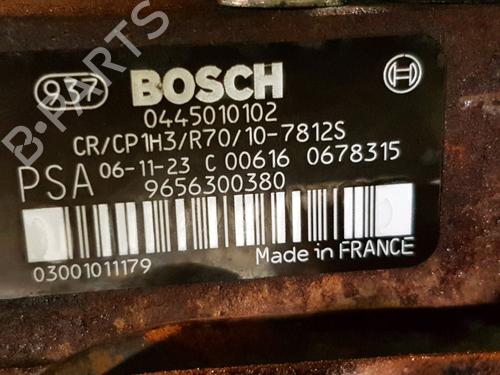 937 BOSCH
0445010102
CR/CP1H3/R70/10-7812S
PSA 06-11-23 C 00616 0678315
9656300380
03001011179 Made in FRANCE
B-PARTS